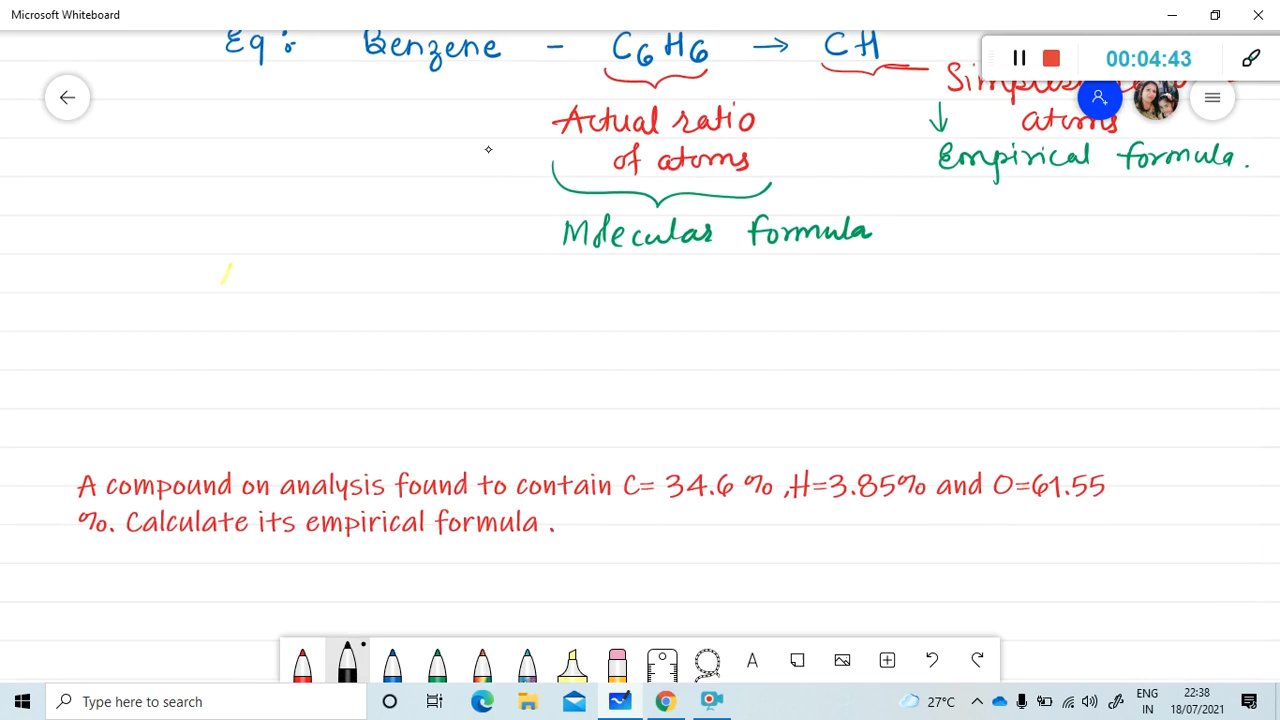 Microsoft Whiteboard
Eg: Benzene - C6H6 → CH
00:04:43
Actual ratio
of atoms
atoms
Empirical formula.
Molecular formula
A compound on analysis found to contain C= 34.6 % ,H=3.85% and O=61.55
%. Calculate its empirical formula .
A
Type here to search
27°C
ENG
IN
22:38
18/07/2021